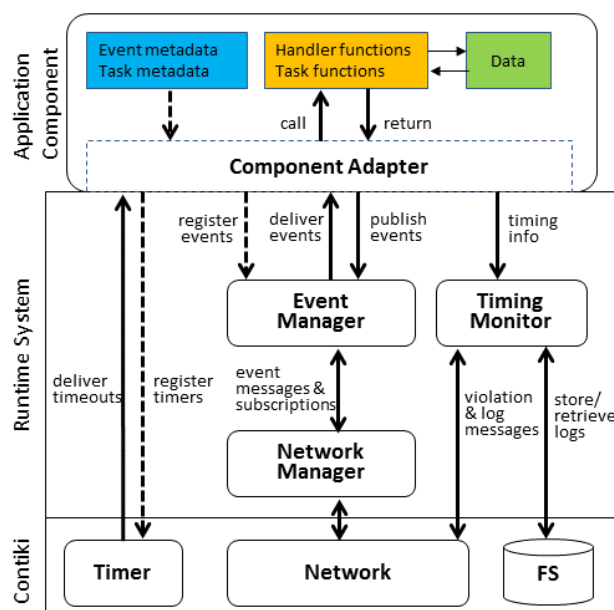 Application
Component
Event metadata
Task metadata
Handler functions
Task functions
Data
call
return
Component Adapter
Runtime System
register
events
deliver
events
publish
events
timing
info
Event
Manager
Timing
Monitor
deliver
timeouts
register
timers
event
messages &
subscriptions
violation
& log
messages
store/
retrieve
logs
Network
Manager
Contiki
Timer
Network
FS